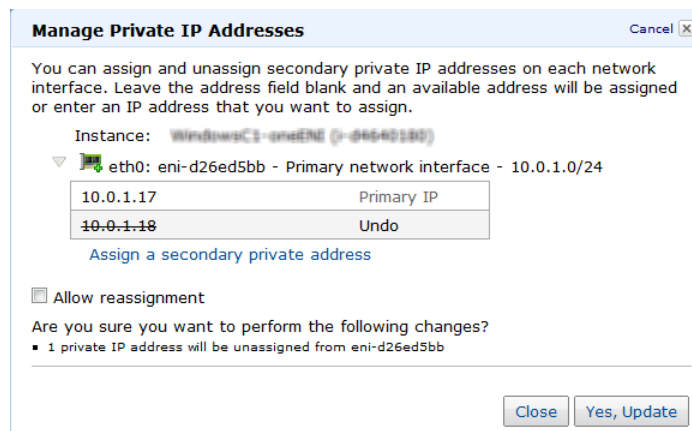 Manage Private IP Addresses
Cancel
You can assign and unassign secondary private IP addresses on each network
interface. Leave the address field blank and an available address will be assigned
or enter an IP address that you want to assign.
Instance:
eth0: eni-d26ed5bb - Primary network interface - 10.0.1.0/24
10.0.1.17 Primary IP
10.0.1.18 Undo
Assign a secondary private address
Allow reassignment
Are you sure you want to perform the following changes?
▪ 1 private IP address will be unassigned from eni-d26ed5bb
Close Yes, Update